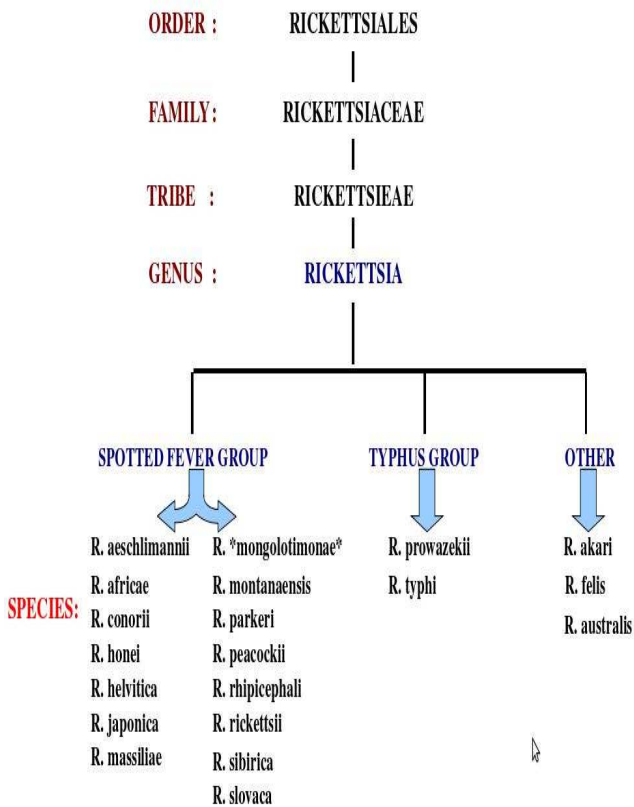 ORDER : RICKETTSIALES
FAMILY : RICKETTSIACEAE
TRIBE : RICKETTSIEAE
GENUS : RICKETTSIA
SPOTTED FEVER GROUP TYPHUS GROUP OTHER
R. aeschlimannii R. *mongolotimonae* R. prowazekii R. akari
R. africae R. montanaensis R. typhi R. felis
SPECIES: R. conorii R. parkeri R. australis
R. honei R. peacockii
R. helvitica R. rhipicephali
R. japonica R. rickettsii
R. massiliae R. sibirica
R. slovaca